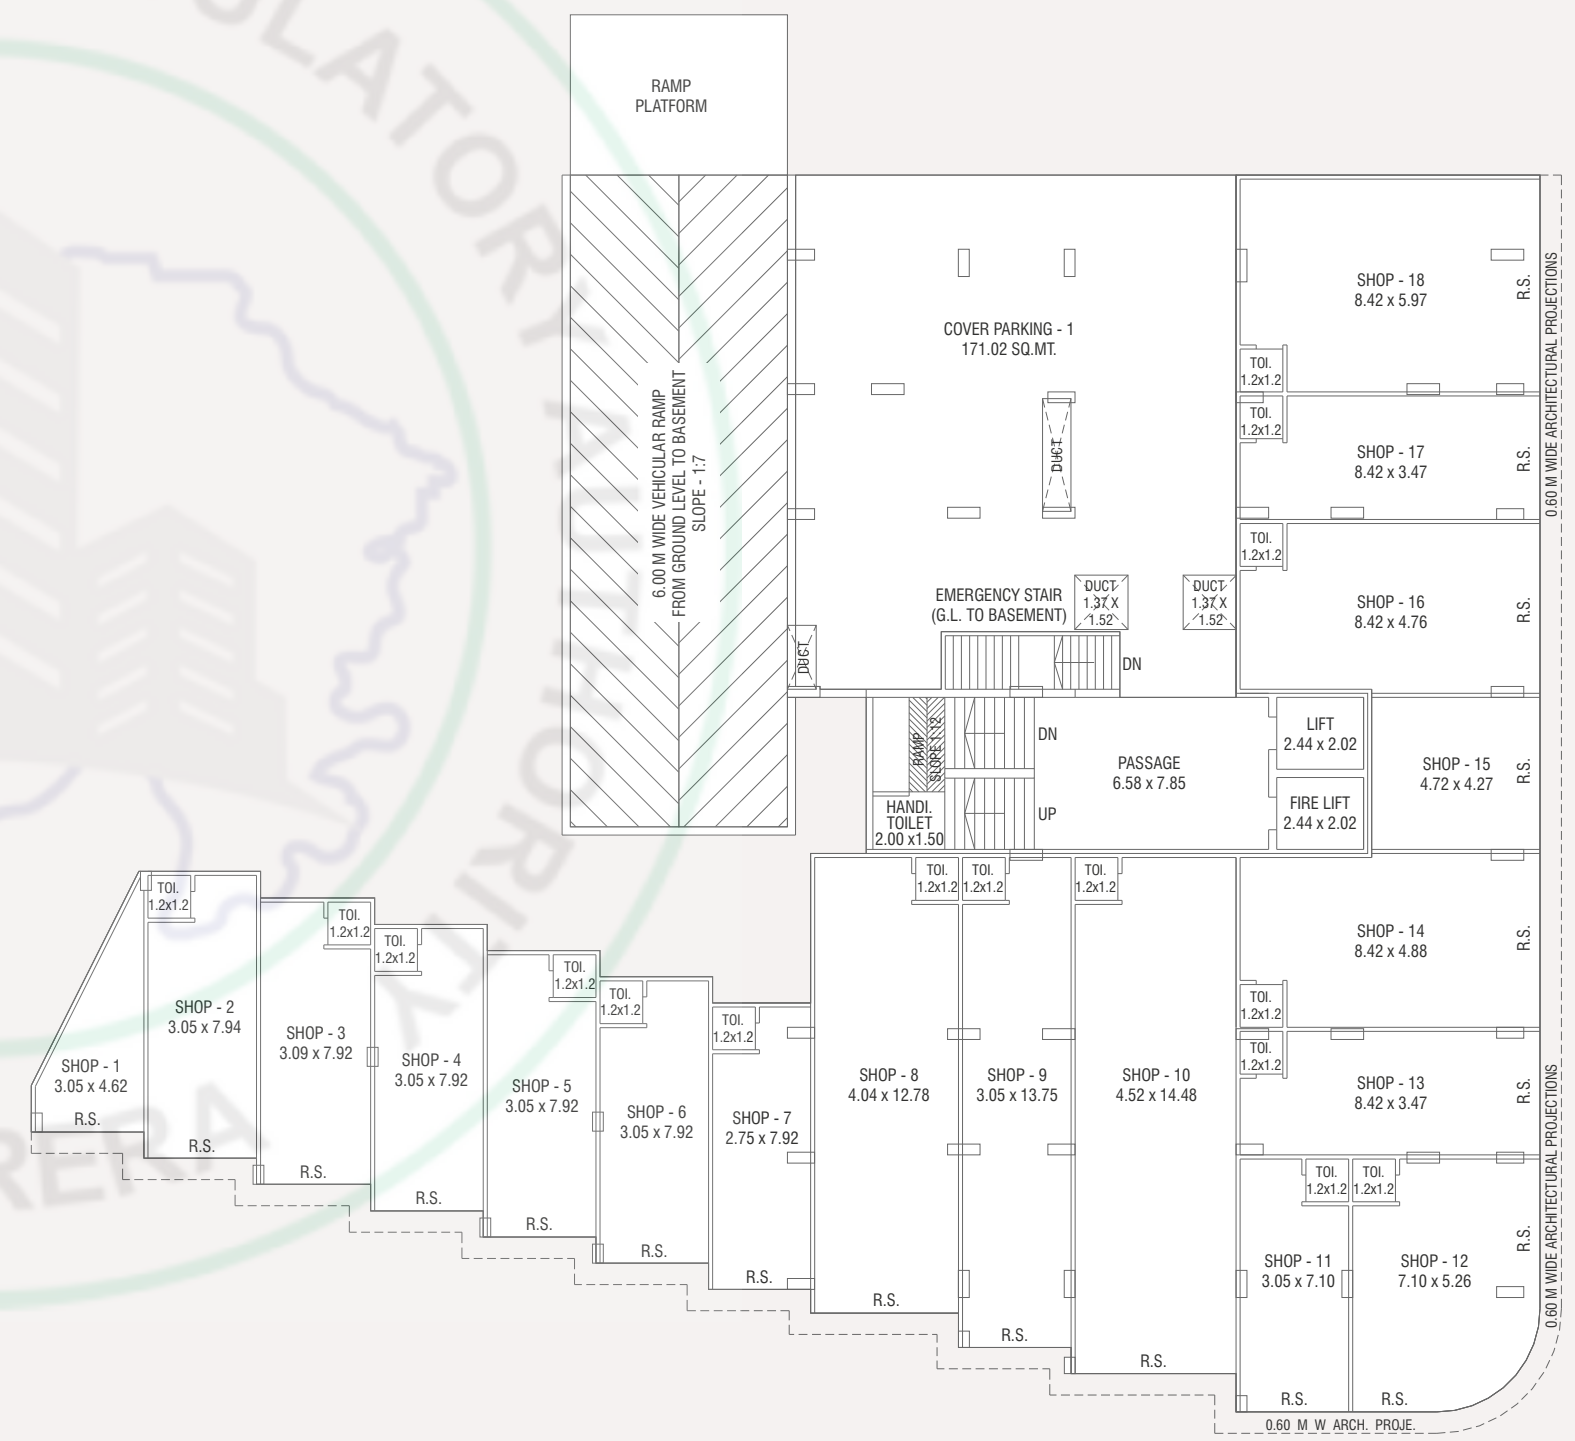 ULATORY AUTHORITY
RERA
RAMP
PLATFORM
6.00 M WIDE VEHICULAR RAMP
FROM GROUND LEVEL TO BASEMENT
SLOPE - 1:7
COVER PARKING - 1
171.02 SQ.MT.
DUCT
EMERGENCY STAIR
(G.L. TO BASEMENT)
DUCT
1.37 X
1.52
DUCT
1.37 X
1.52
DUCT
DN
SHOP - 18
8.42 x 5.97
R.S.
TOI.
1.2x1.2
0.60 M WIDE ARCHITECTURAL PROJECTIONS
TOI.
1.2x1.2
SHOP - 17
8.42 x 3.47
R.S.
TOI.
1.2x1.2
SHOP - 16
8.42 x 4.76
R.S.
RAMP
SLOPE 1:12
DN
UP
HANDI.
TOILET
2.00 x1.50
PASSAGE
6.58 x 7.85
LIFT
2.44 x 2.02
FIRE LIFT
2.44 x 2.02
SHOP - 15
4.72 x 4.27
R.S.
SHOP - 1
3.05 x 4.62
R.S.
TOI.
1.2x1.2
SHOP - 2
3.05 x 7.94
R.S.
TOI.
1.2x1.2
SHOP - 3
3.09 x 7.92
R.S.
TOI.
1.2x1.2
SHOP - 4
3.05 x 7.92
R.S.
TOI.
1.2x1.2
SHOP - 5
3.05 x 7.92
R.S.
TOI.
1.2x1.2
SHOP - 6
3.05 x 7.92
R.S.
TOI.
1.2x1.2
SHOP - 7
2.75 x 7.92
R.S.
TOI.
1.2x1.2
SHOP - 8
4.04 x 12.78
R.S.
TOI.
1.2x1.2
SHOP - 9
3.05 x 13.75
R.S.
TOI.
1.2x1.2
SHOP - 10
4.52 x 14.48
R.S.
SHOP - 14
8.42 x 4.88
R.S.
TOI.
1.2x1.2
TOI.
1.2x1.2
SHOP - 13
8.42 x 3.47
R.S.
0.60 M WIDE ARCHITECTURAL PROJECTIONS
TOI.
1.2x1.2
SHOP - 11
3.05 x 7.10
R.S.
TOI.
1.2x1.2
SHOP - 12
7.10 x 5.26
R.S.
R.S.
0.60 M W ARCH. PROJE.